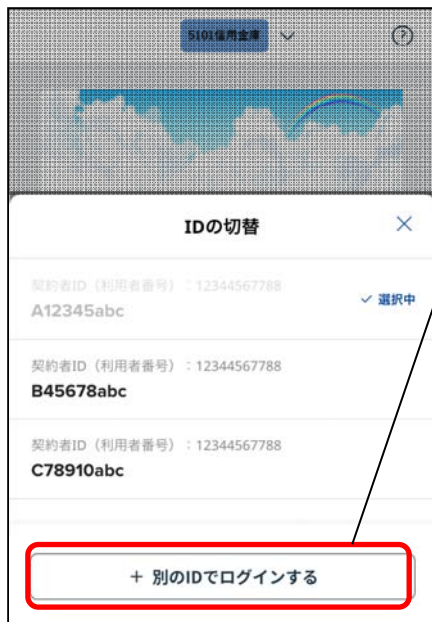 5101信用金庫
IDの切替
契約者ID（利用者番号）：12344567788
A12345abc
選択中
契約者ID（利用者番号）：12344567788
B45678abc
契約者ID（利用者番号）：12344567788
C78910abc
+ 別のIDでログインする